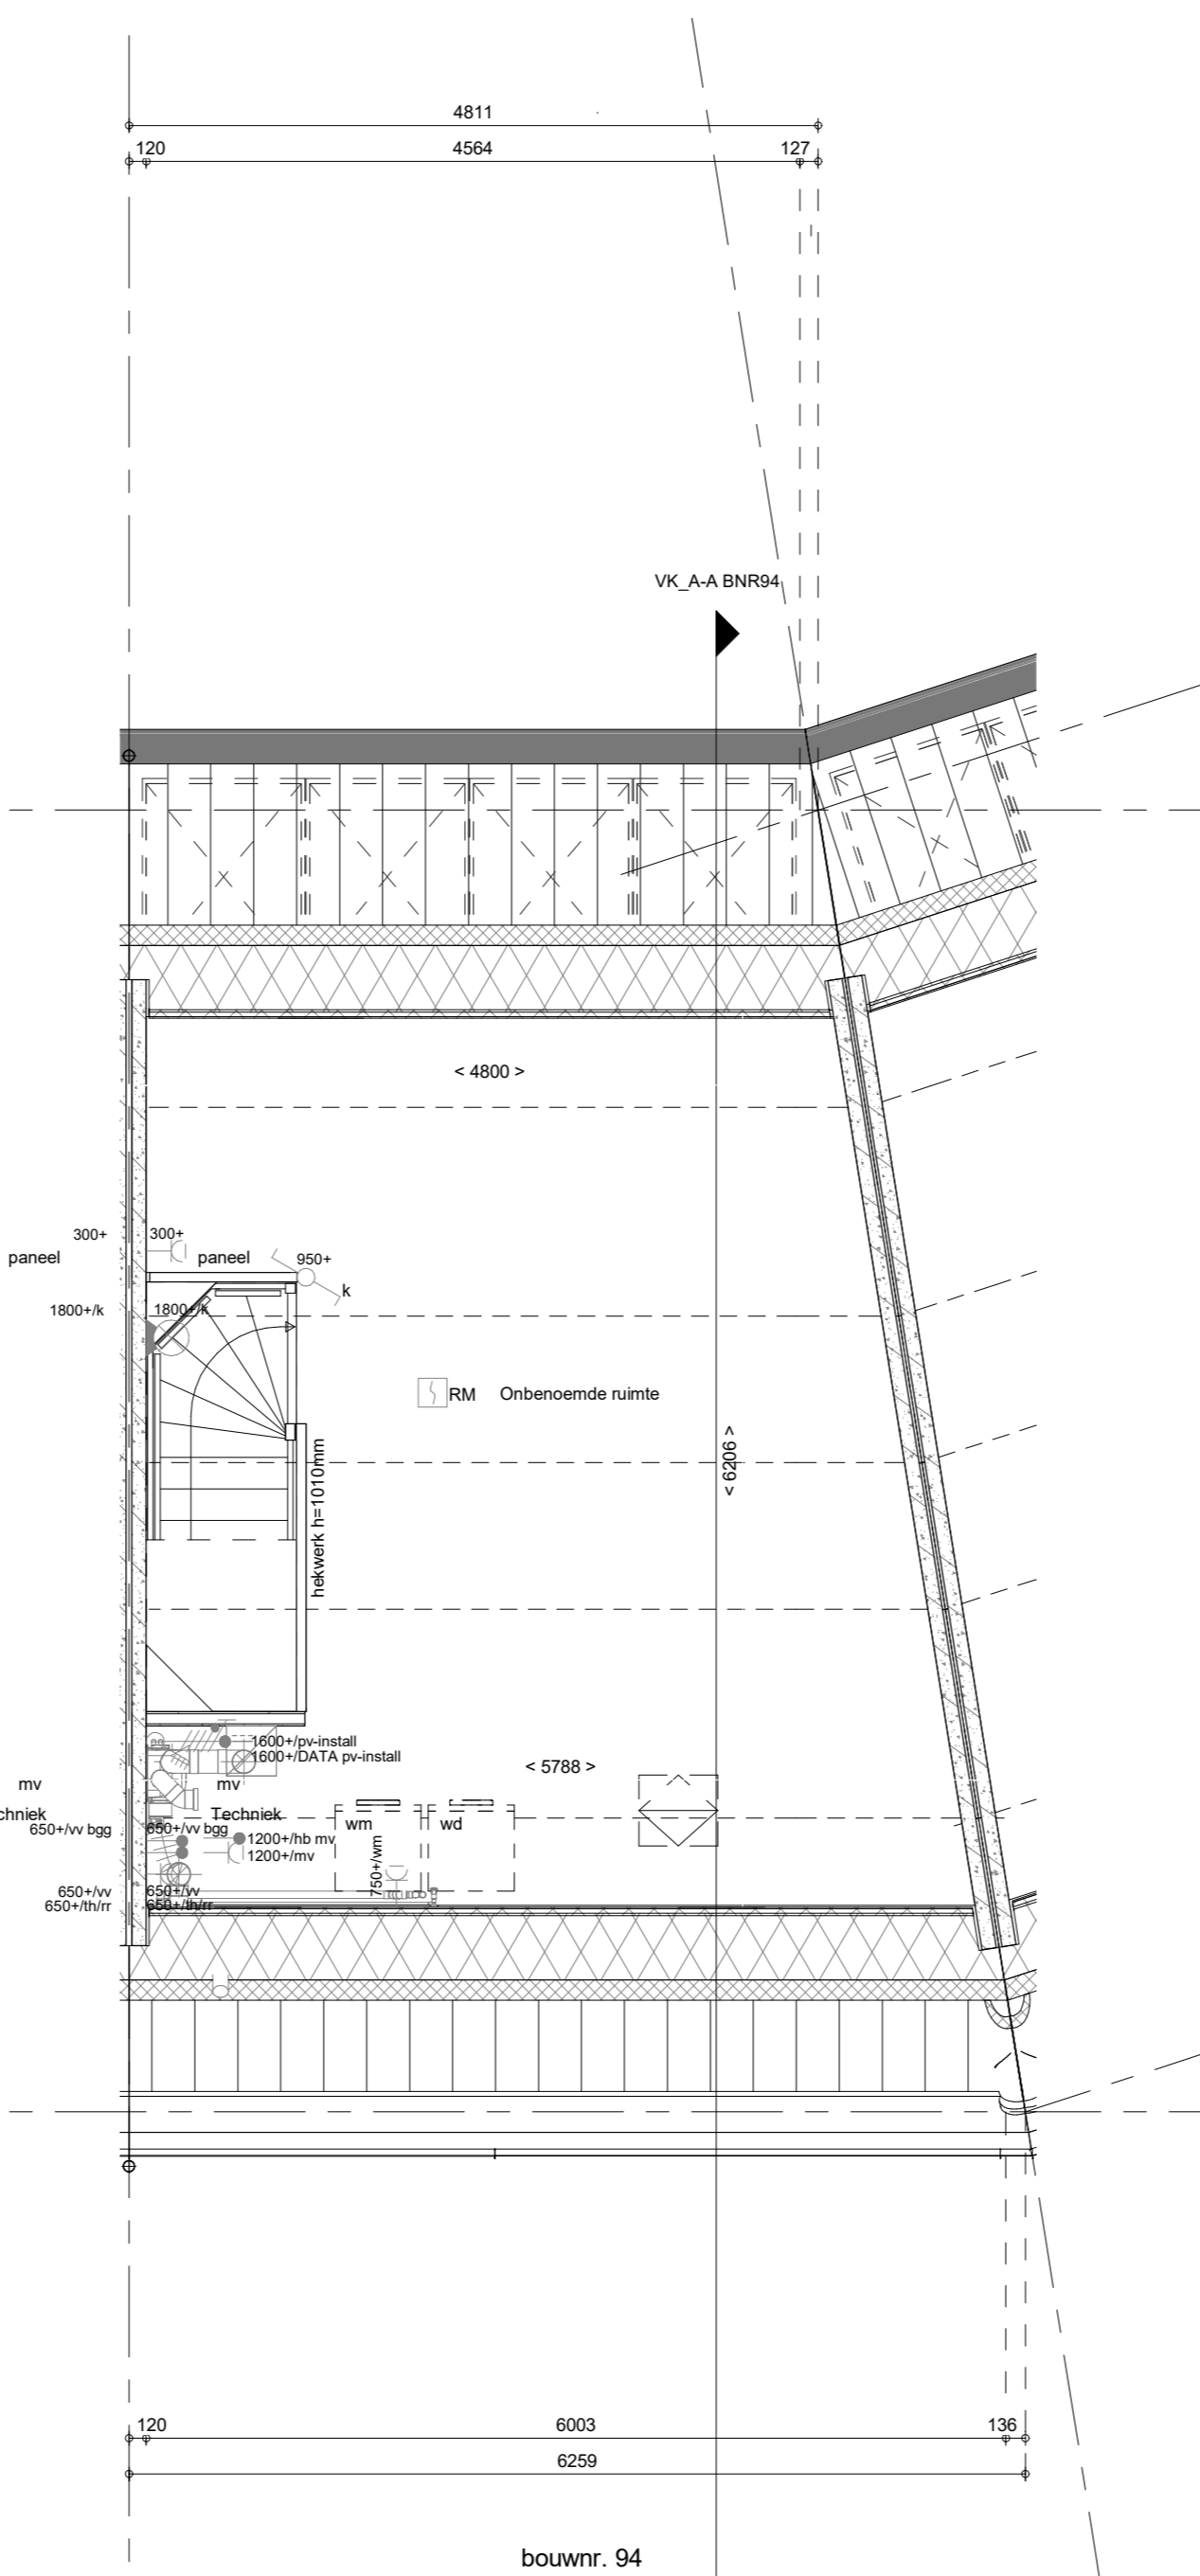 4811
120 4564 127
VK_A-A BNR94
< 4800 >
300+ 300+
paneel paneel 950+
k
1800+/k 1800+/k
RM Onbenoemde ruimte
< 6206 >
hekwerk h=1010mm
1600+/pv-install
1600+/DATA pv-install
< 5788 >
mv mv
chniek Techniek
wm wd
650+/vv bgg 650+/vv bgg
1200+/hb mv
1200+/mv
750+/wm
650+/vv 650+/vv
650+/th/rr 650+/th/rr
120 6003 136
6259
bouwnr. 94